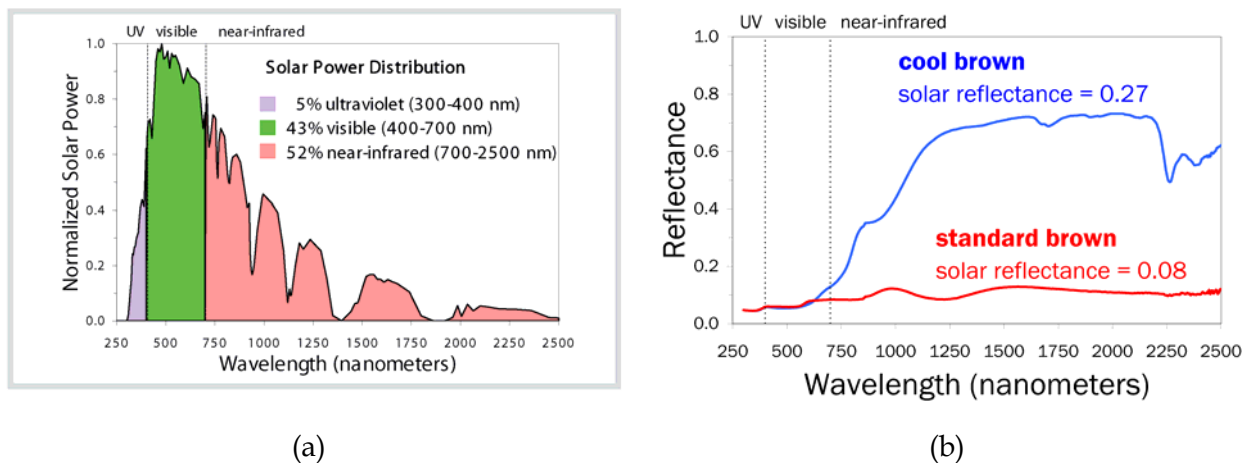 UV visible near-infrared
Solar Power Distribution
5% ultraviolet (300-400 nm)
43% visible (400-700 nm)
52% near-infrared (700-2500 nm)
Normalized Solar Power
1.0
0.8
0.6
0.4
0.2
0.0
250 500 750 1000 1250 1500 1750 2000 2250 2500
Wavelength (nanometers)
(a)
UV visible near-infrared
cool brown
solar reflectance = 0.27
standard brown
solar reflectance = 0.08
Reflectance
1.0
0.8
0.6
0.4
0.2
0.0
250 500 750 1000 1250 1500 1750 2000 2250 2500
Wavelength (nanometers)
(b)